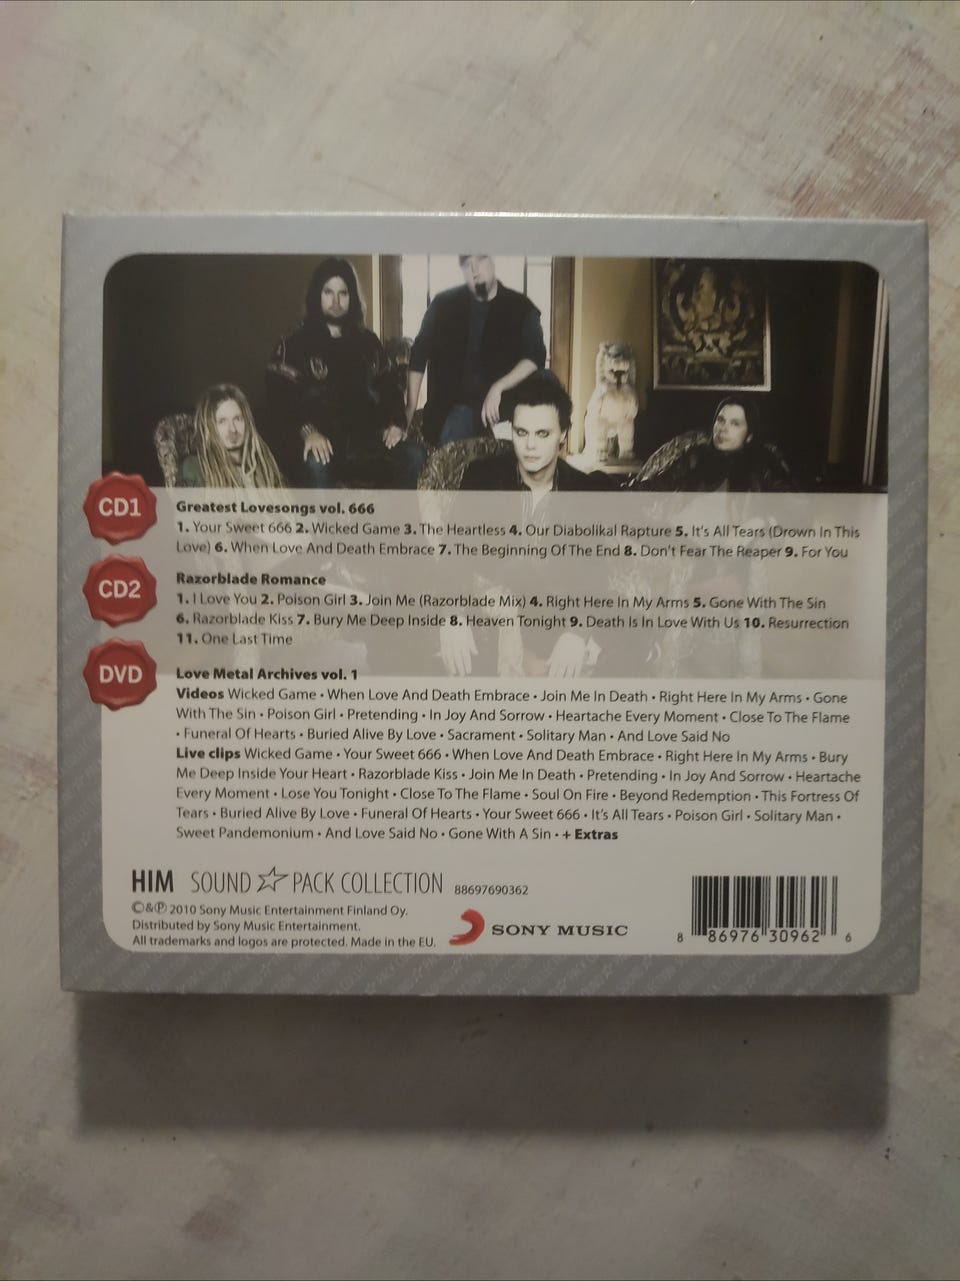 CD1
Greatest Lovesongs vol. 666
1. Your Sweet 666 2. Wicked Game 3. The Heartless 4. Our Diabolikal Rapture 5. It's All Tears (Drown In This
Love) 6. When Love And Death Embrace 7. The Beginning Of The End 8. Don't Fear The Reaper 9. For You
CD2
Razorblade Romance
1. I Love You 2. Poison Girl 3. Join Me (Razorblade Mix) 4. Right Here In My Arms 5. Gone With The Sin
6. Razorblade Kiss 7. Bury Me Deep Inside 8. Heaven Tonight 9. Death Is In Love With Us 10. Resurrection
11. One Last Time
DVD
Love Metal Archives vol. 1
Videos Wicked Game • When Love And Death Embrace • Join Me In Death • Right Here In My Arms • Gone
With The Sin • Poison Girl • Pretending • In Joy And Sorrow • Heartache Every Moment • Close To The Flame
• Funeral Of Hearts • Buried Alive By Love • Sacrament • Solitary Man • And Love Said No
Live clips Wicked Game • Your Sweet 666 • When Love And Death Embrace • Right Here In My Arms • Bury
Me Deep Inside Your Heart • Razorblade Kiss • Join Me In Death • Pretending • In Joy And Sorrow • Heartache
Every Moment • Lose You Tonight • Close To The Flame • Soul On Fire • Beyond Redemption • This Fortress Of
Tears • Buried Alive By Love • Funeral Of Hearts • Your Sweet 666 • It's All Tears • Poison Girl • Solitary Man •
Sweet Pandemonium • And Love Said No • Gone With A Sin • + Extras
HIM SOUND PACK COLLECTION 88697690362
©&℗ 2010 Sony Music Entertainment Finland Oy.
Distributed by Sony Music Entertainment.
All trademarks and logos are protected. Made in the EU.
SONY MUSIC
8 86976 30962 6